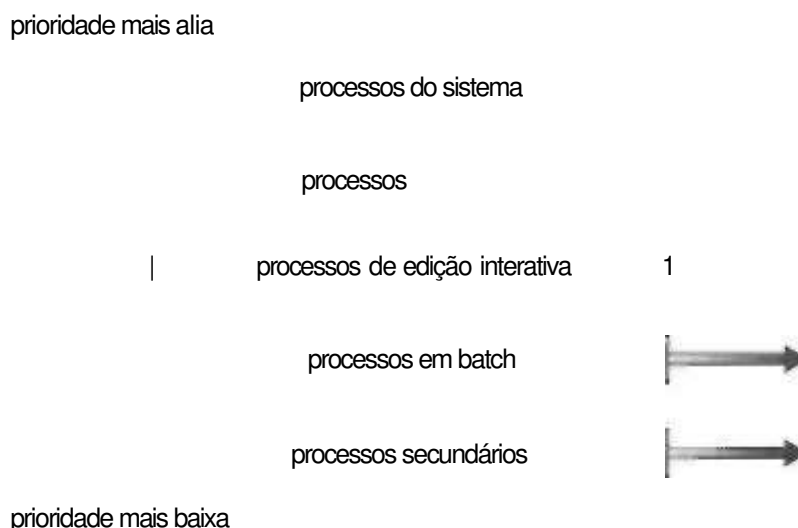 prioridade mais alia
processos do sistema
processos
| processos de edição interativa 1
processos em batch
processos secundários
prioridade mais baixa